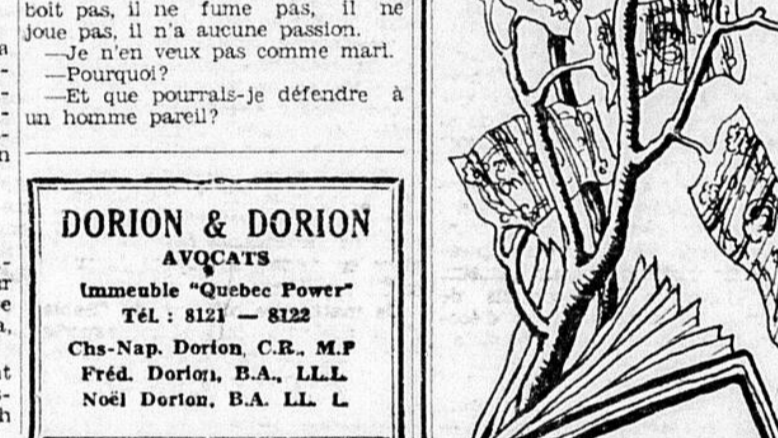 boit pas, il ne fume pas, il ne
joue pas, il n'a aucune passion.
—Je n'en veux pas comme mari.
—Pourquoi?
—Et que pourrais-je défendre à
un homme pareil?
DORION & DORION
AVOCATS
Immeuble "Quebec Power"
Tél. : 8121 — 8122
Chs-Nap. Dorion, C.R., M.P
Fréd. Dorion, B.A., LL.L
Noël Dorion, B.A. LL. L.